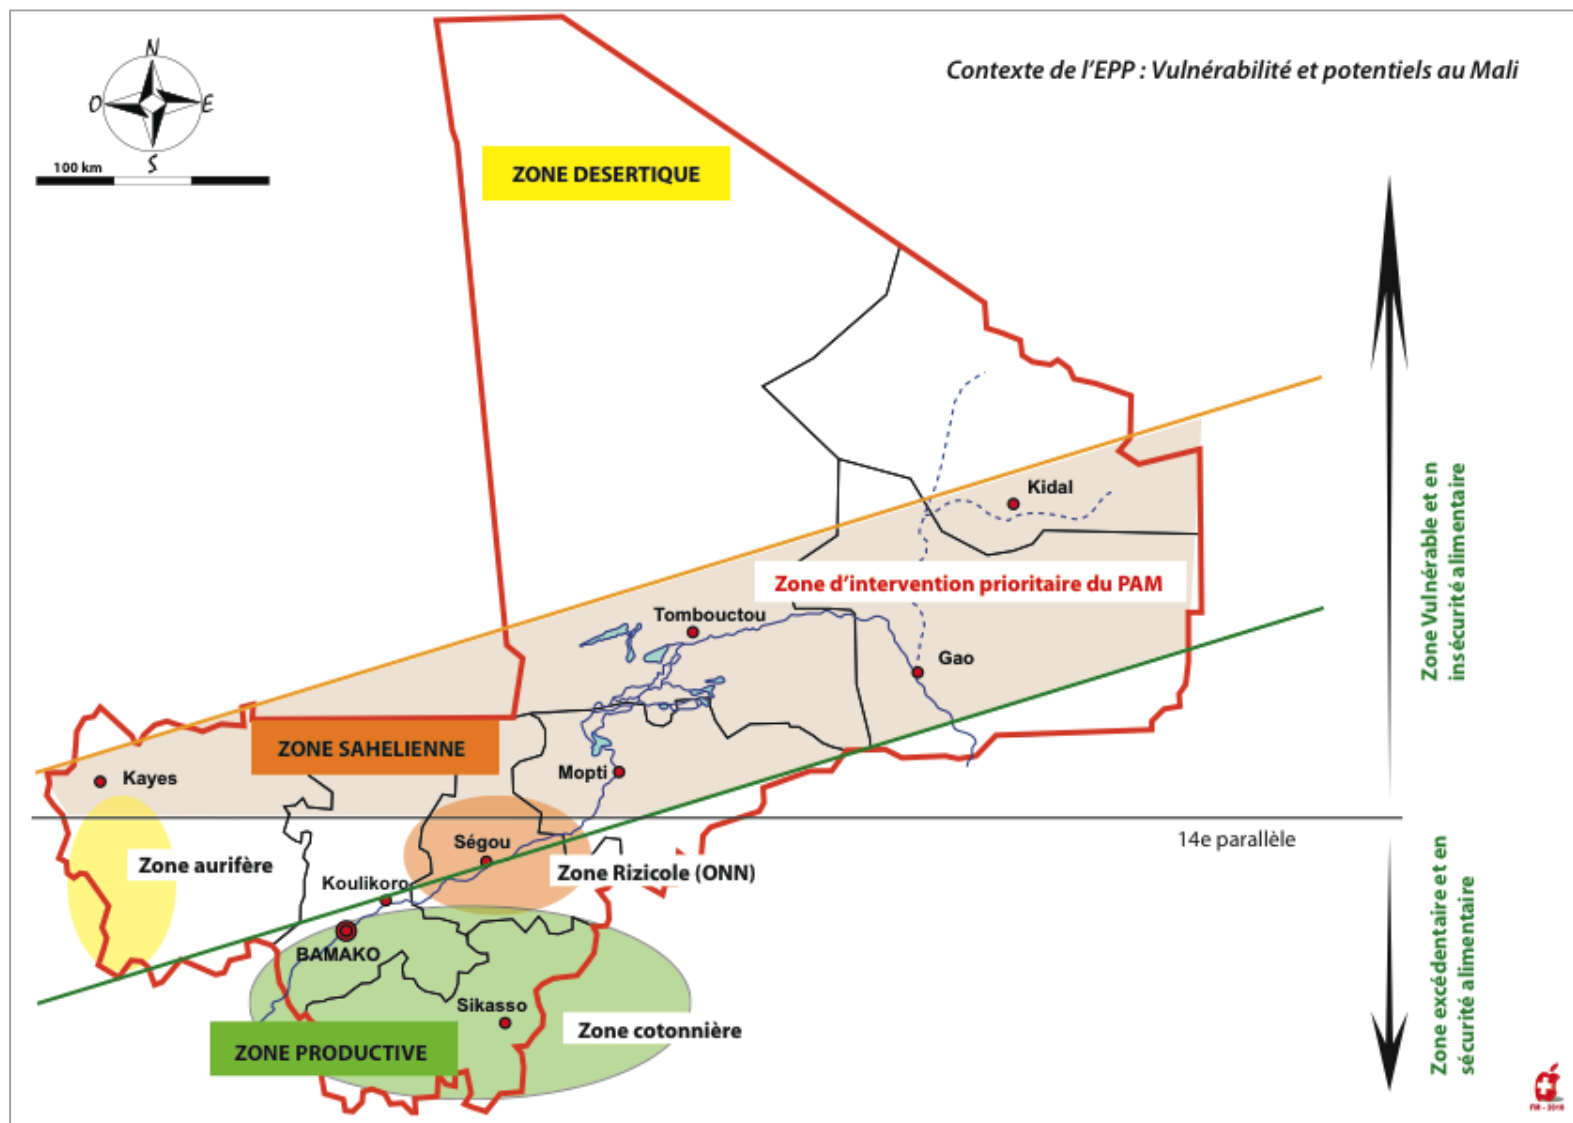 Contexte de l'EPP : Vulnérabilité et potentiels au Mali
N
O
E
S
100 km
ZONE DESERTIQUE
Kidal
Zone d'intervention prioritaire du PAM
Tombouctou
Gao
ZONE SAHELIENNE
Kayes
Mopti
14e parallèle
Ségou
Zone aurifère
Zone Rizicole (ONN)
Koulikoro
BAMAKO
Sikasso
Zone cotonnière
ZONE PRODUCTIVE
Zone Vulnérable et en
insécurité alimentaire
Zone excédentaire et en
sécurité alimentaire